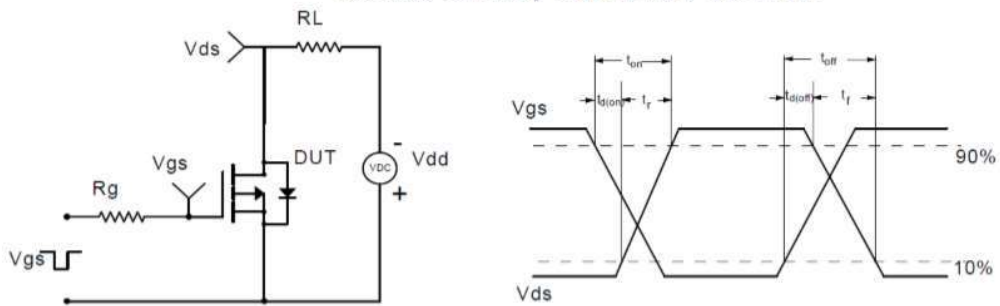 RL
Vds
Vgs
DUT
Rg
VDC
-
Vdd
+
Vgs
ton
toff
td(on)
tr
td(off)
tf
Vgs
90%
10%
Vds